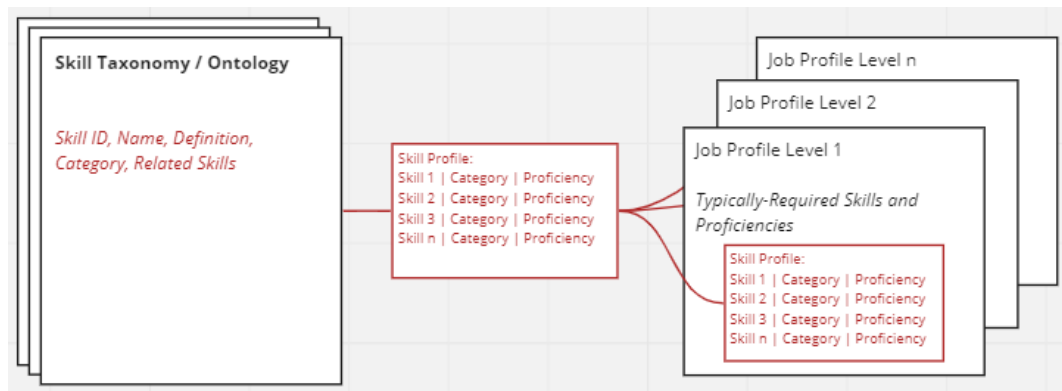 Skill Taxonomy / Ontology
Skill ID, Name, Definition,
Category, Related Skills
Skill Profile:
Skill 1 | Category | Proficiency
Skill 2 | Category | Proficiency
Skill 3 | Category | Proficiency
Skill n | Category | Proficiency
Job Profile Level n
Job Profile Level 2
Job Profile Level 1
Typically-Required Skills and
Proficiencies
Skill Profile:
Skill 1 | Category | Proficiency
Skill 2 | Category | Proficiency
Skill 3 | Category | Proficiency
Skill n | Category | Proficiency